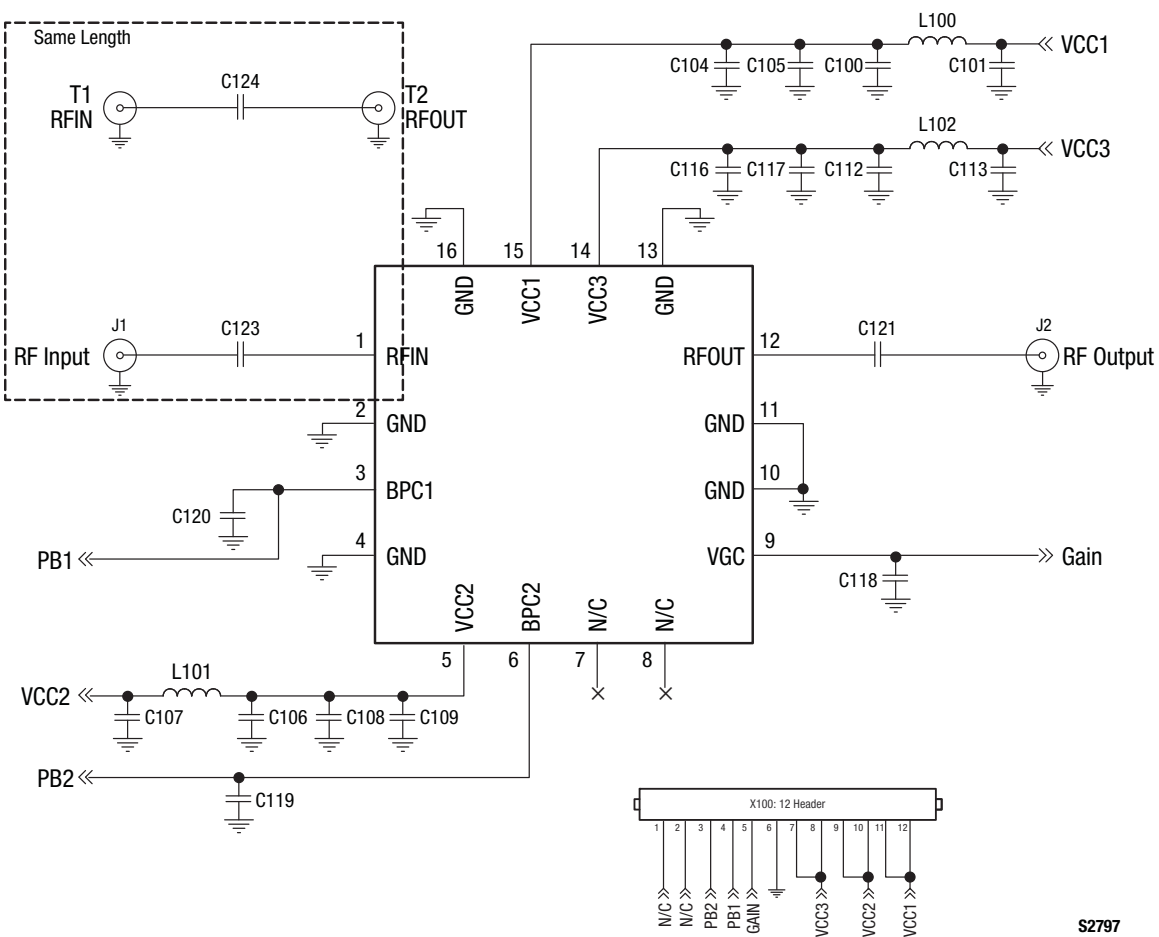 Same Length
L100
VCC1
C104
C105
C100
C101
T1
RFIN
C124
T2
RFOUT
L102
VCC3
C116
C117
C112
C113
16
15
14
13
GND
VCC1
VCC3
GND
J1
RF Input
C123
1
RFIN
RFOUT
12
C121
J2
RF Output
2
GND
GND
11
3
BPC1
GND
10
C120
PB1
4
GND
VGC
9
Gain
C118
VCC2
BPC2
N/C
N/C
5
6
7
8
VCC2
L101
C107
C106
C108
C109
PB2
C119
X100: 12 Header
1 2 3 4 5 6 7 8 9 10 11 12
N/C
N/C
PB2
PB1
GAIN
VCC3
VCC2
VCC1
S2797